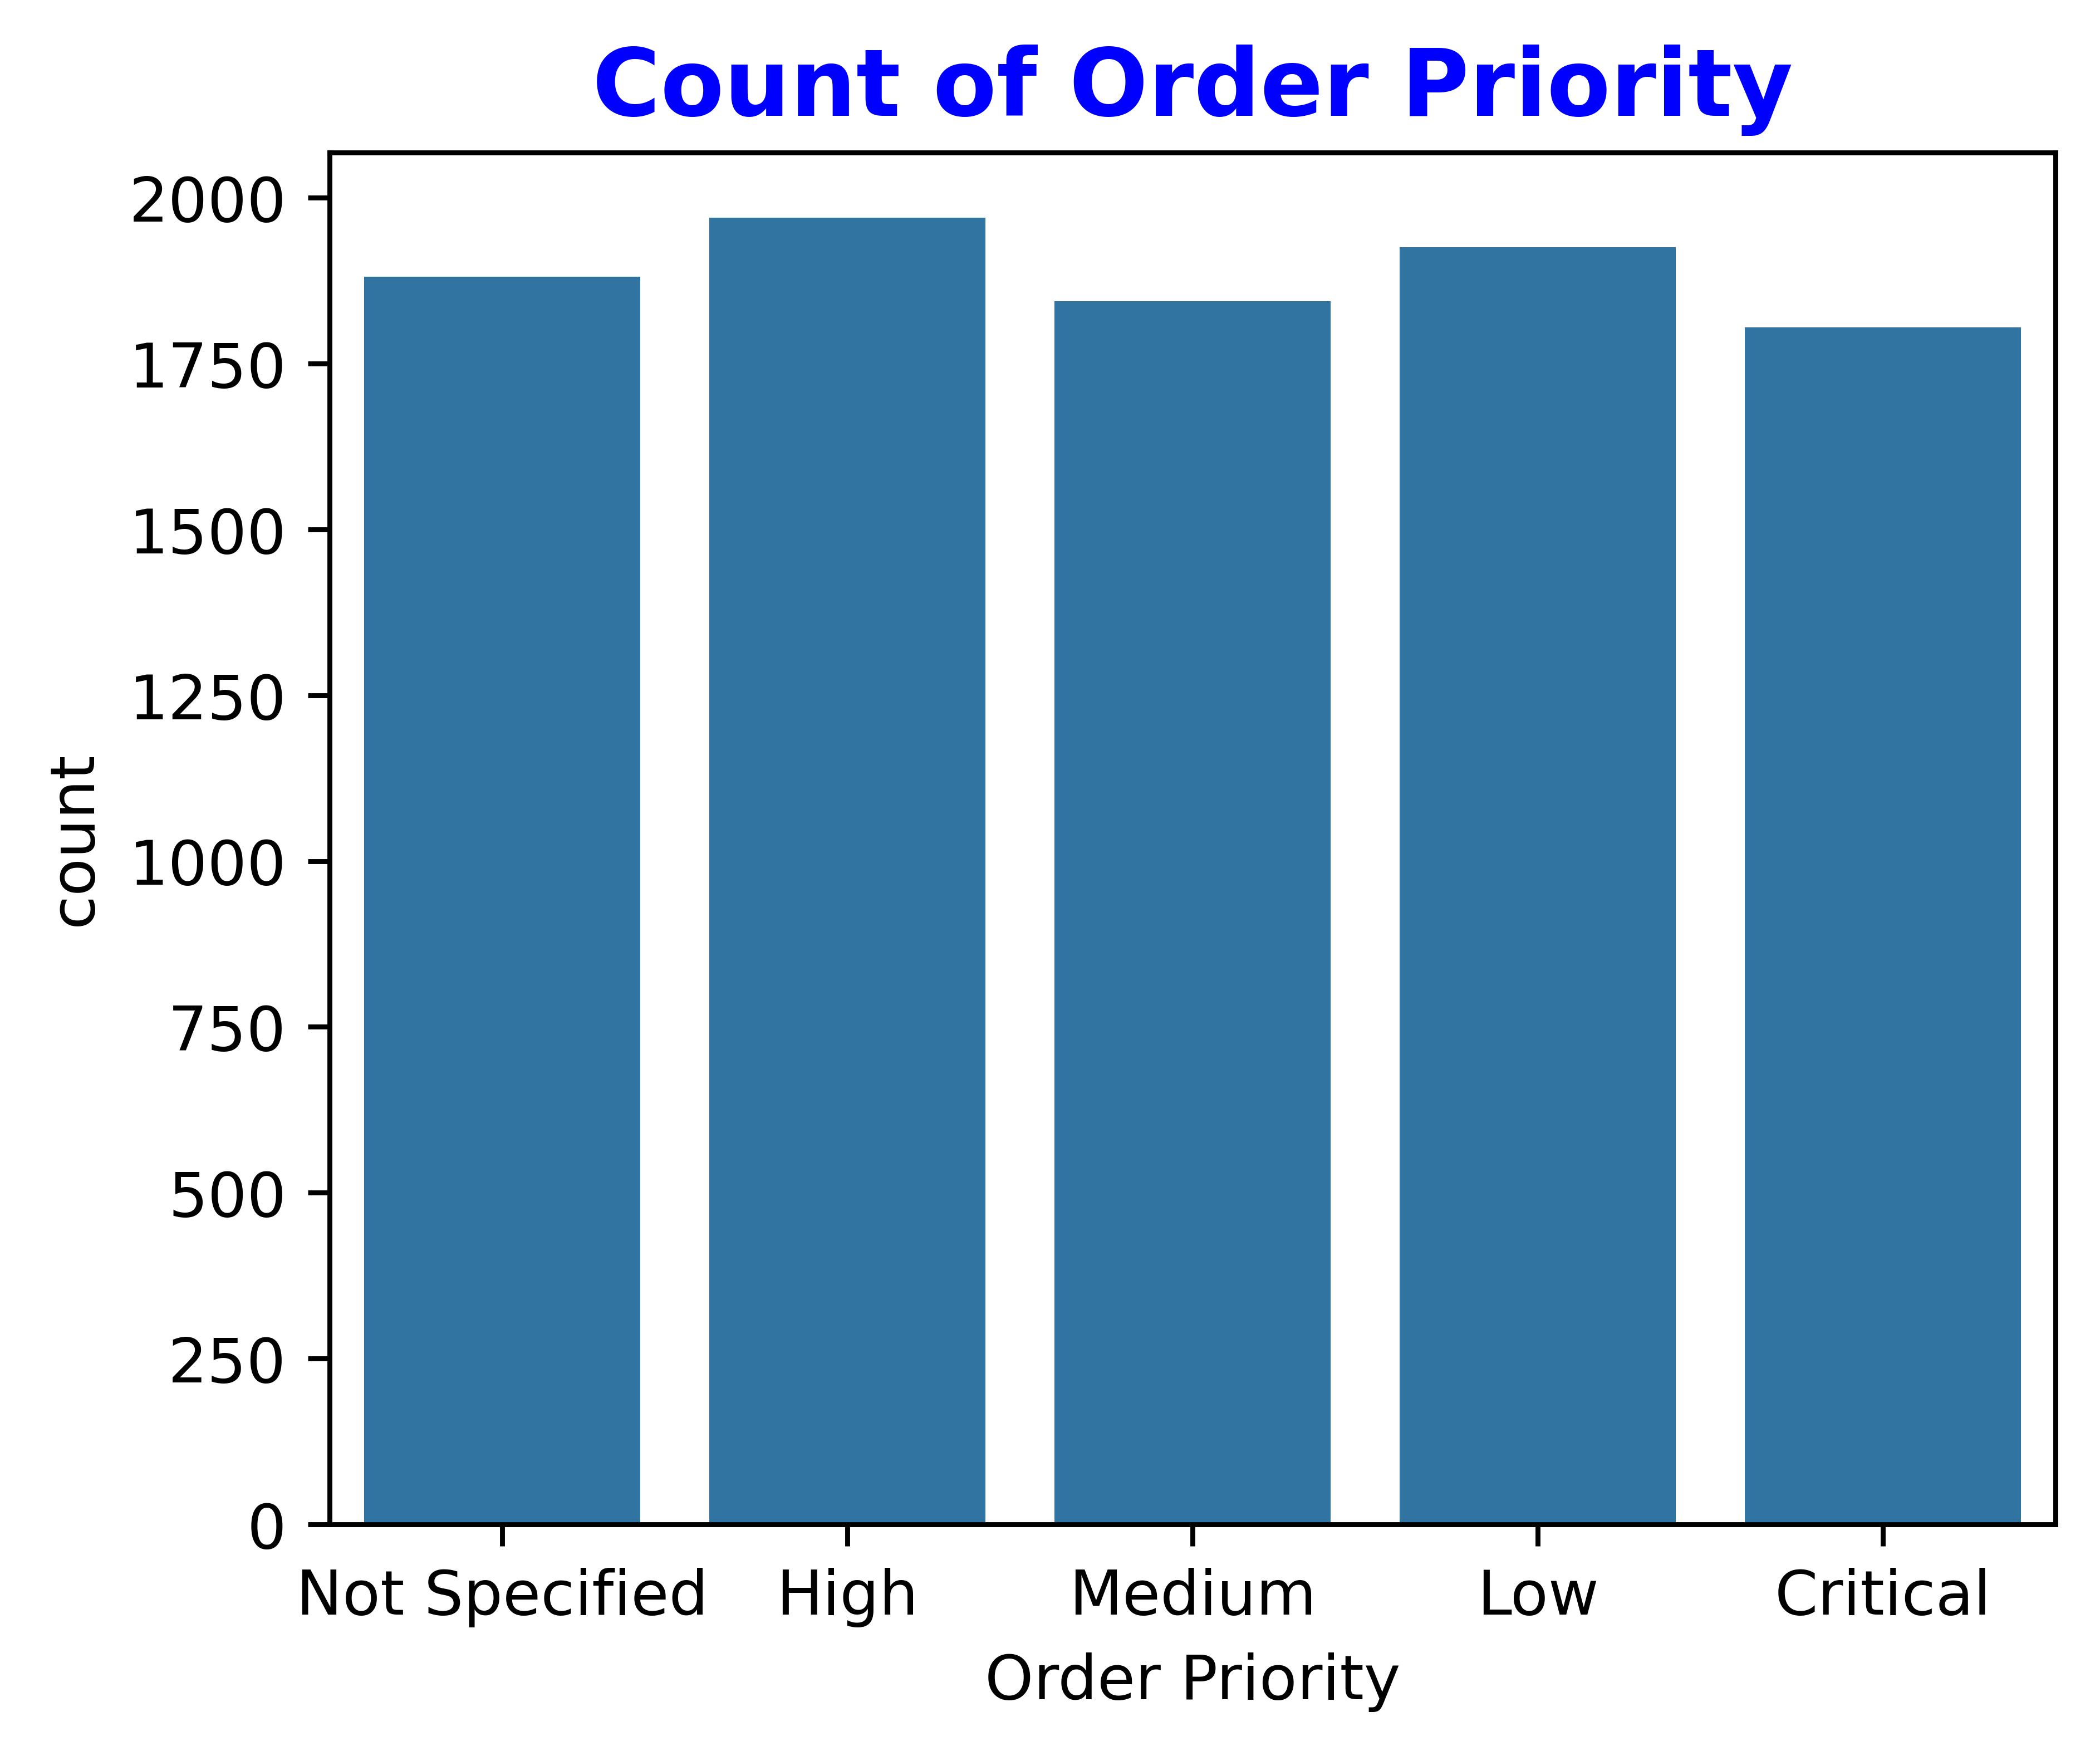 Count of Order Priority
2000
1750
1500
1250
1000
750
500
250
0
count
Not Specified
High
Medium
Low
Critical
Order Priority